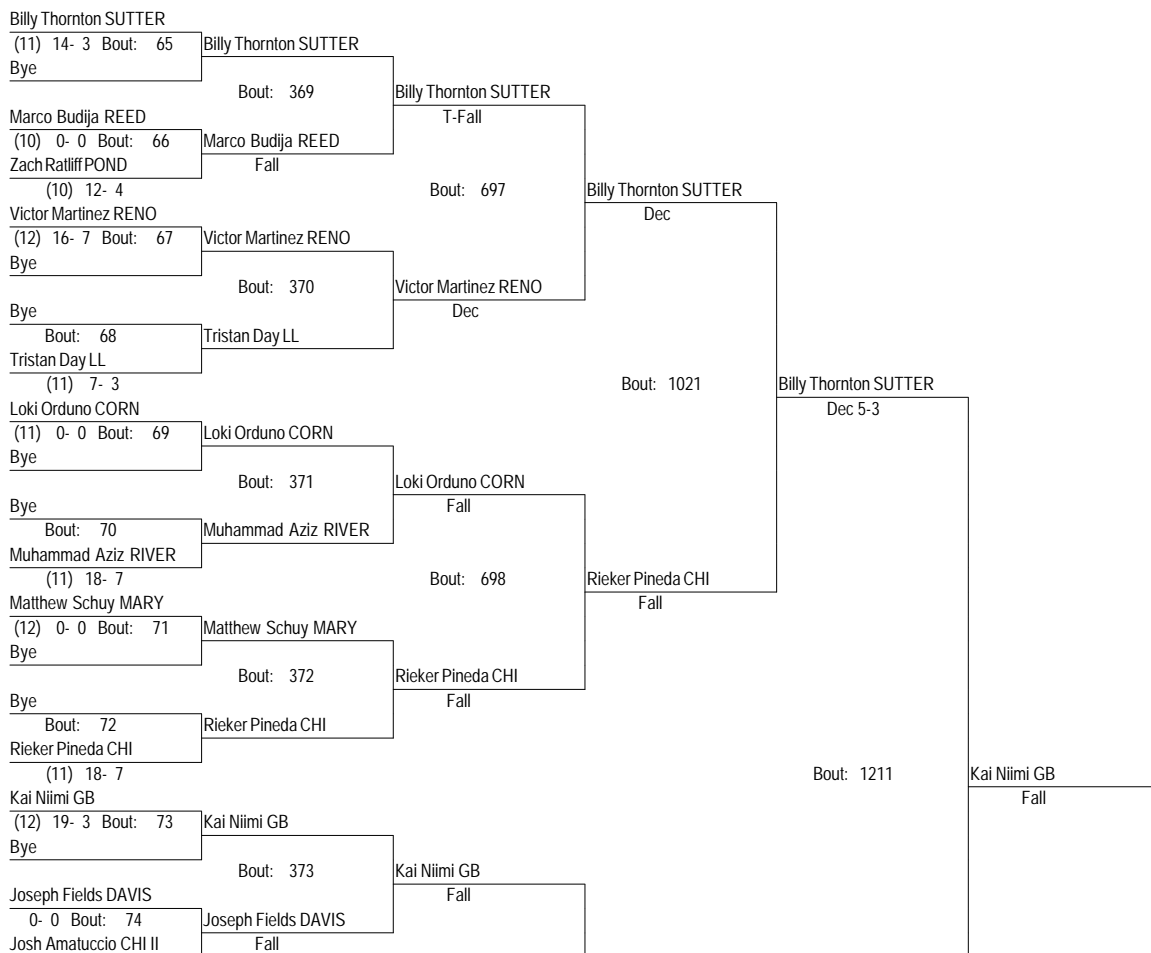 Billy Thornton SUTTER
(11) 14- 3 Bout: 65 Billy Thornton SUTTER
Bye
Bout: 369 Billy Thornton SUTTER
Marco Budija REED T-Fall
(10) 0- 0 Bout: 66 Marco Budija REED
Zach Ratliff POND Fall
(10) 12- 4 Bout: 697 Billy Thornton SUTTER
Victor Martinez RENO Dec
(12) 16- 7 Bout: 67 Victor Martinez RENO
Bye
Bout: 370 Victor Martinez RENO
Bye Dec
Bout: 68 Tristan Day LL
Tristan Day LL
(11) 7- 3 Bout: 1021 Billy Thornton SUTTER
Loki Orduno CORN Dec 5-3
(11) 0- 0 Bout: 69 Loki Orduno CORN
Bye
Bout: 371 Loki Orduno CORN
Bye Fall
Bout: 70 Muhammad Aziz RIVER
Muhammad Aziz RIVER
(11) 18- 7 Bout: 698 Rieker Pineda CHI
Matthew Schuy MARY Fall
(12) 0- 0 Bout: 71 Matthew Schuy MARY
Bye
Bout: 372 Rieker Pineda CHI
Bye Fall
Bout: 72 Rieker Pineda CHI
Rieker Pineda CHI
(11) 18- 7 Bout: 1211 Kai Niimi GB
Kai Niimi GB Fall
(12) 19- 3 Bout: 73 Kai Niimi GB
Bye
Bout: 373 Kai Niimi GB
Joseph Fields DAVIS Fall
0- 0 Bout: 74 Joseph Fields DAVIS
Josh Amatuccio CHI II Fall